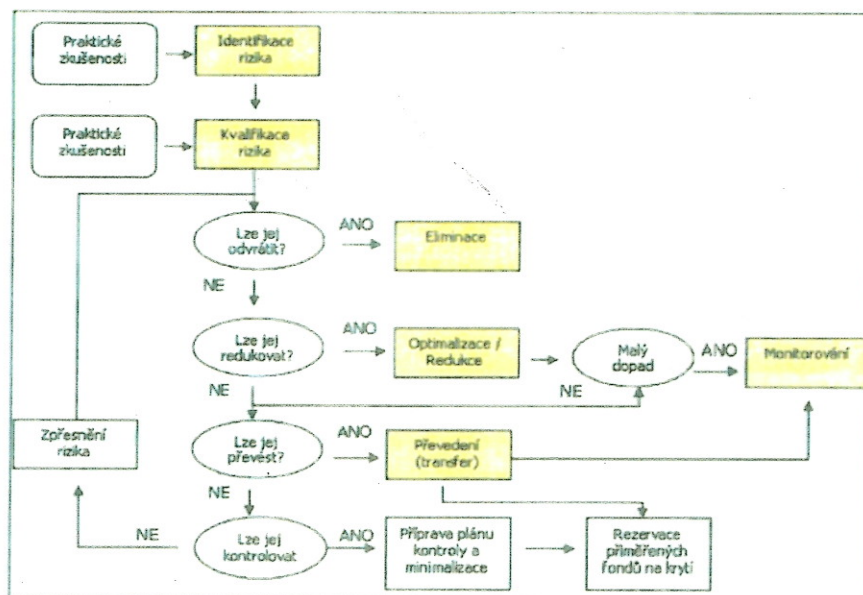 Praktické
zkušenosti
Identifikace
rizika
Praktické
zkušenosti
Kvalifikace
rizika
Lze jej
odvrátit?
ANO
Eliminace
NE
Lze jej
redukovat?
ANO
Optimalizace /
Redukce
Malý
dopad
ANO
Monitorování
NE
NE
Zpřesnění
rizika
Lze jej
převést?
ANO
Převedení
(transfer)
NE
NE
Lze jej
kontrolovat
ANO
Příprava plánu
kontroly a
minimalizace
Rezervace
přiměřených
fondů na krytí